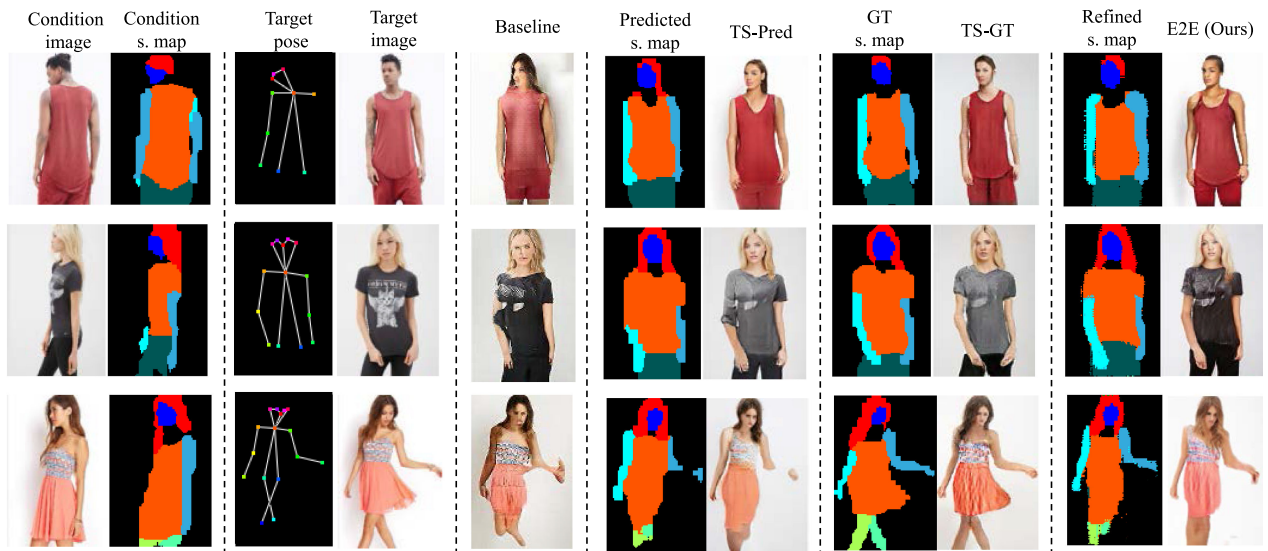 Condition image
Condition s. map
Target pose
Target image
Baseline
Predicted s. map
TS-Pred
GT s. map
TS-GT
Refined s. map
E2E (Ours)